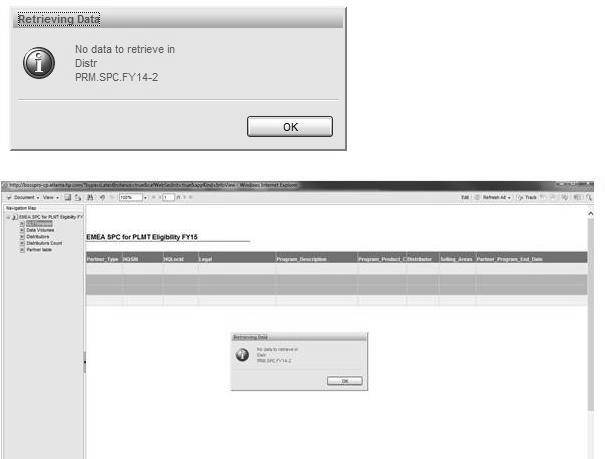 Retrieving Data
No data to retrieve in
Distr
PRM.SPC.FY14-2
OK
Windows Internet Explorer
Document View 100% 1 Edit Refresh All Track
Navigation Map
EMEA SPC for PLMT Eligibility FY
Data Volumes
Distributors
Distributors Count
Partner table
EMEA SPC for PLMT Eligibility FY15
Partner_Type HQSID HQLocId Legal Program_Description Program_Product_C Distributor Selling_Areas Partner_Program_End_Date
Retrieving Data
No data to retrieve in
Distr
PRM.SPC.FY14-2
OK